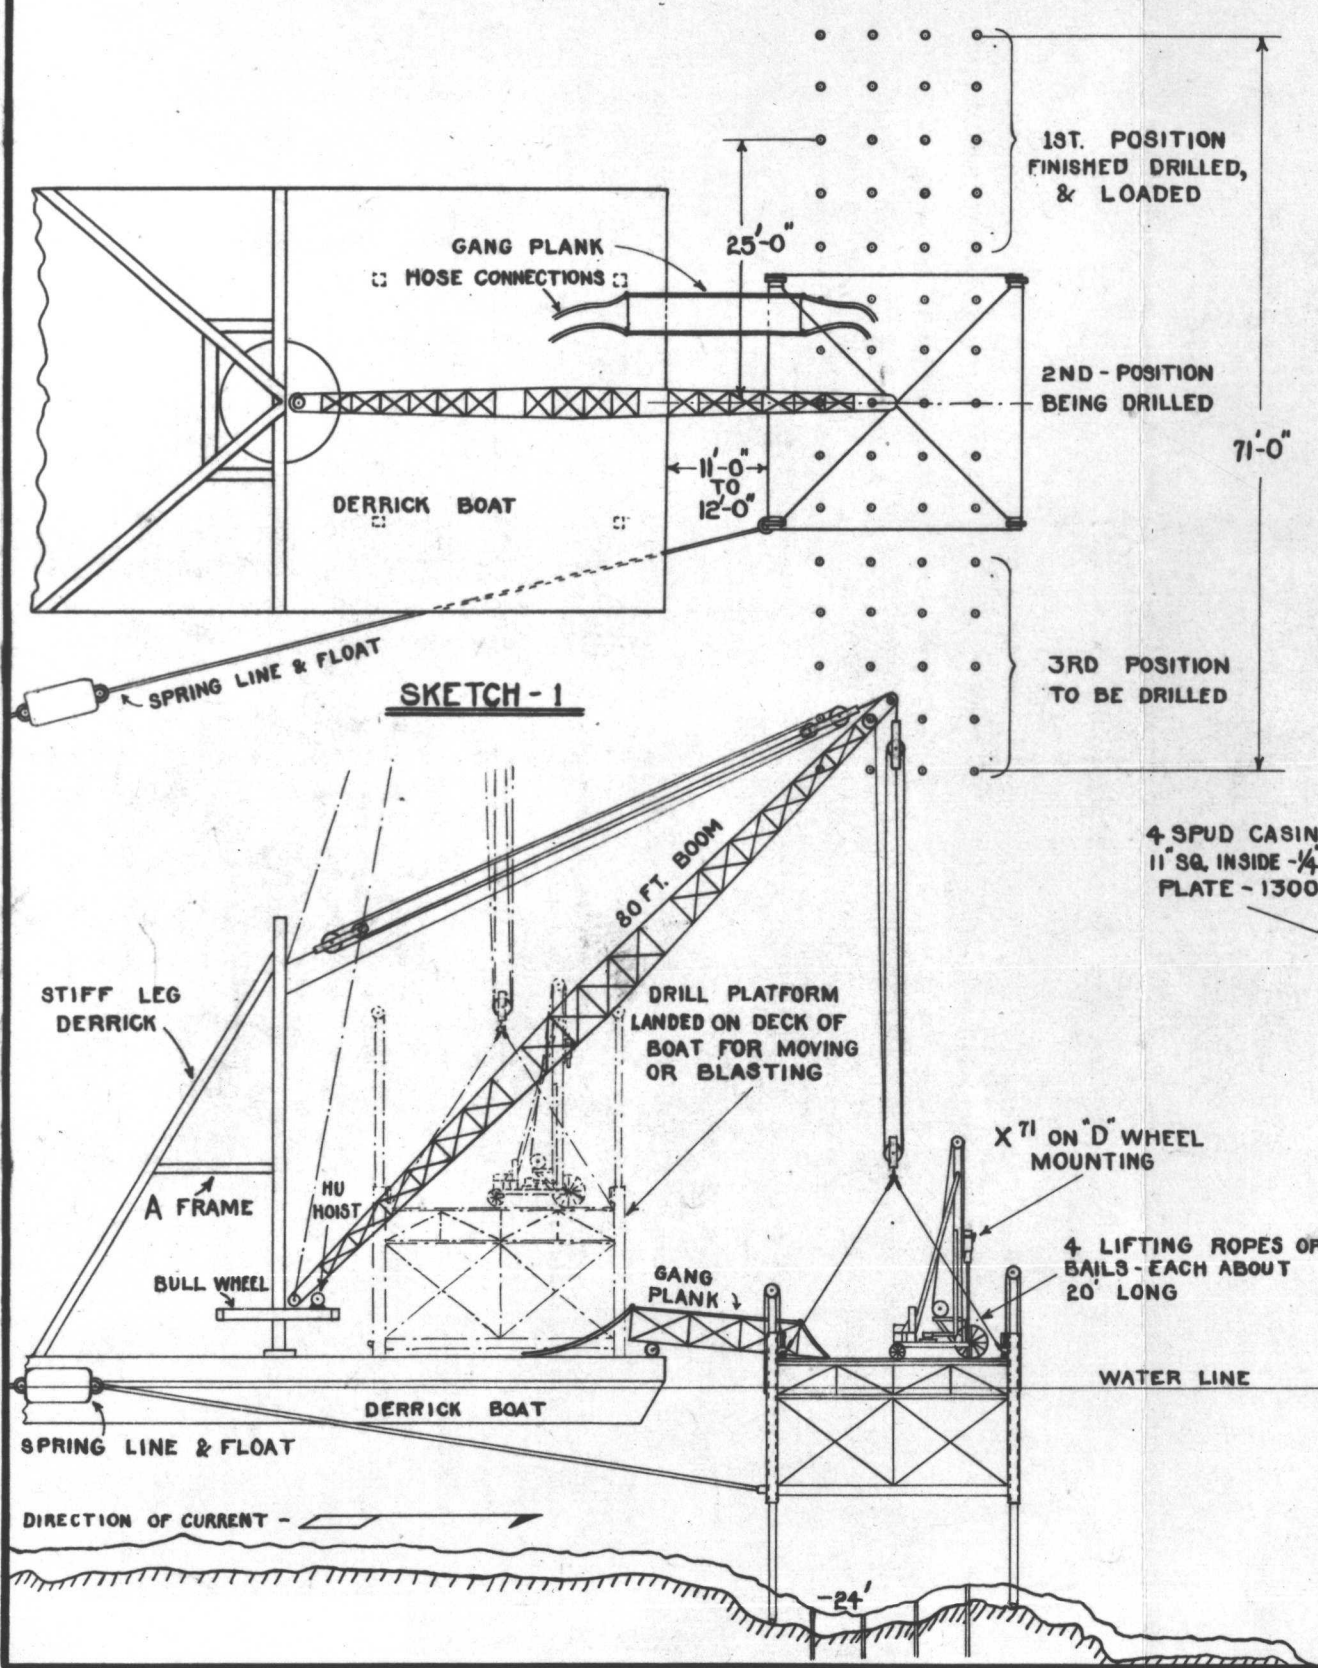 1ST. POSITION
FINISHED DRILLED,
& LOADED
25'-0"
GANG PLANK
HOSE CONNECTIONS
2ND - POSITION
BEING DRILLED
71'-0"
11'-0"
TO
12'-0"
DERRICK BOAT
SPRING LINE & FLOAT
3RD POSITION
TO BE DRILLED
SKETCH - 1
4 SPUD CASIN
11" SQ. INSIDE - 1/4"
PLATE - 1300
80 FT. BOOM
STIFF LEG
DERRICK
DRILL PLATFORM
LANDED ON DECK OF
BOAT FOR MOVING
OR BLASTING
X 71 ON "D" WHEEL
MOUNTING
A FRAME
HU
HOIST
BULL WHEEL
GANG
PLANK
4 LIFTING ROPES OR
BAILS - EACH ABOUT
20' LONG
WATER LINE
DERRICK BOAT
SPRING LINE & FLOAT
DIRECTION OF CURRENT -
-24'